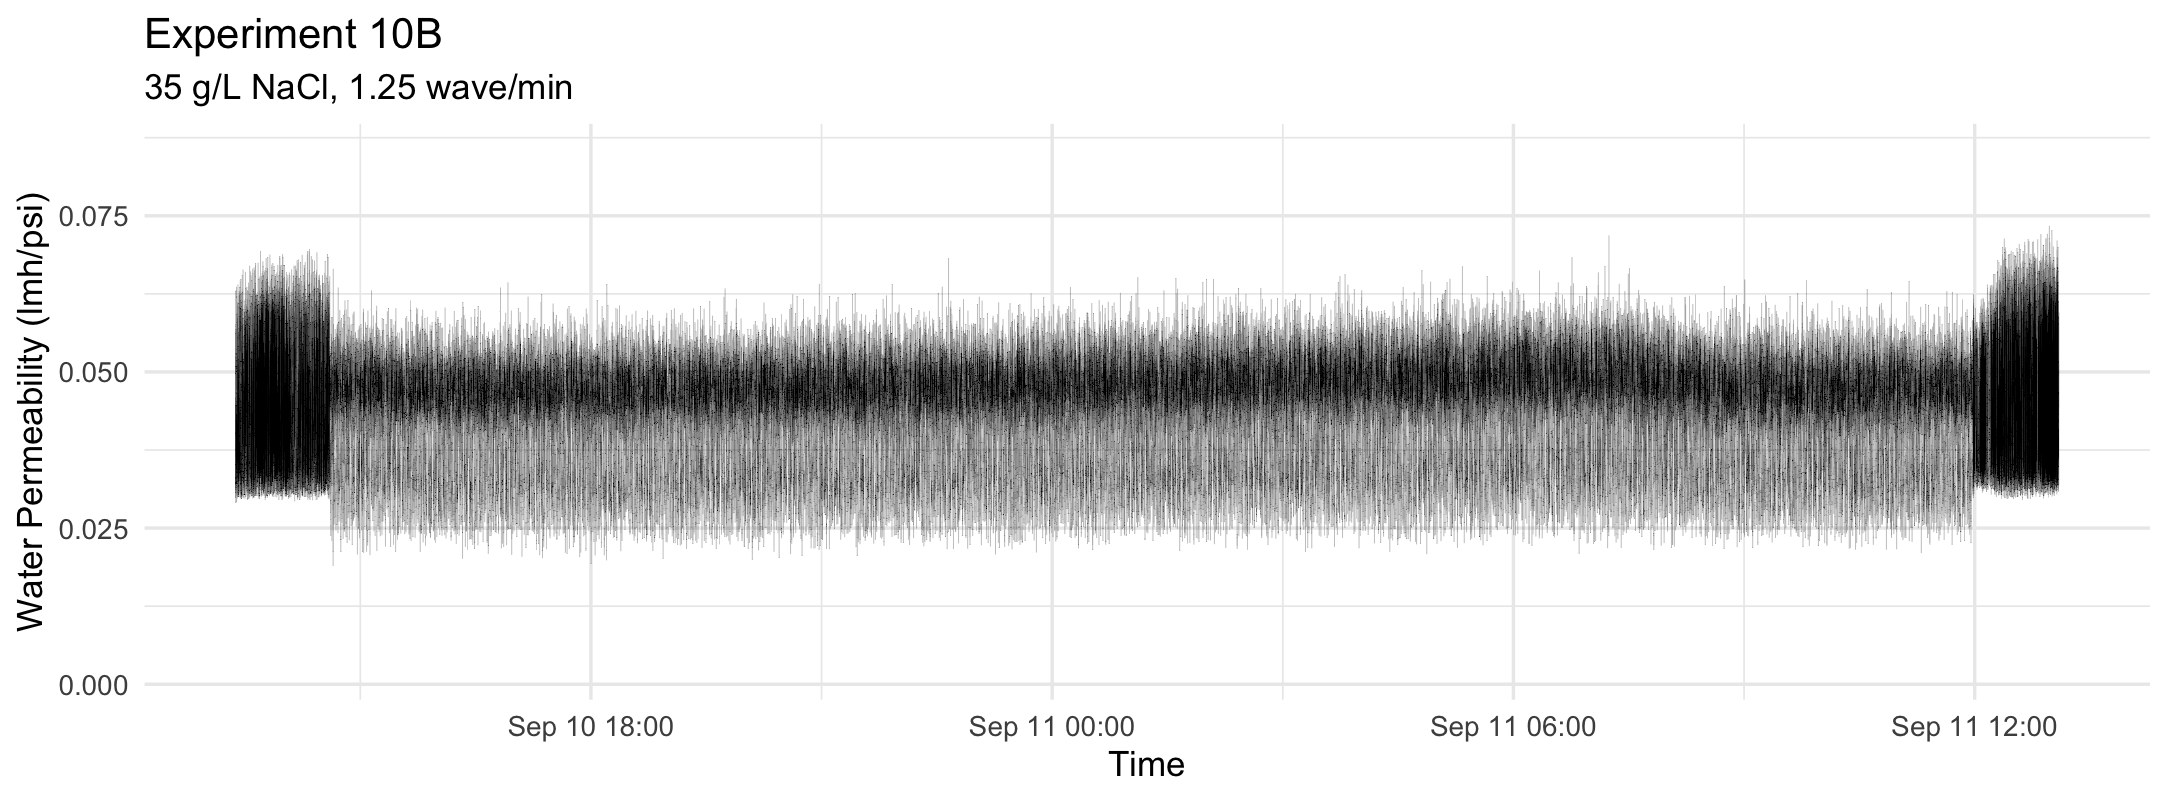 Experiment 10B
35 g/L NaCl, 1.25 wave/min
Water Permeability (lmh/psi)
0.075
0.050
0.025
0.000
Sep 10 18:00
Sep 11 00:00
Sep 11 06:00
Sep 11 12:00
Time